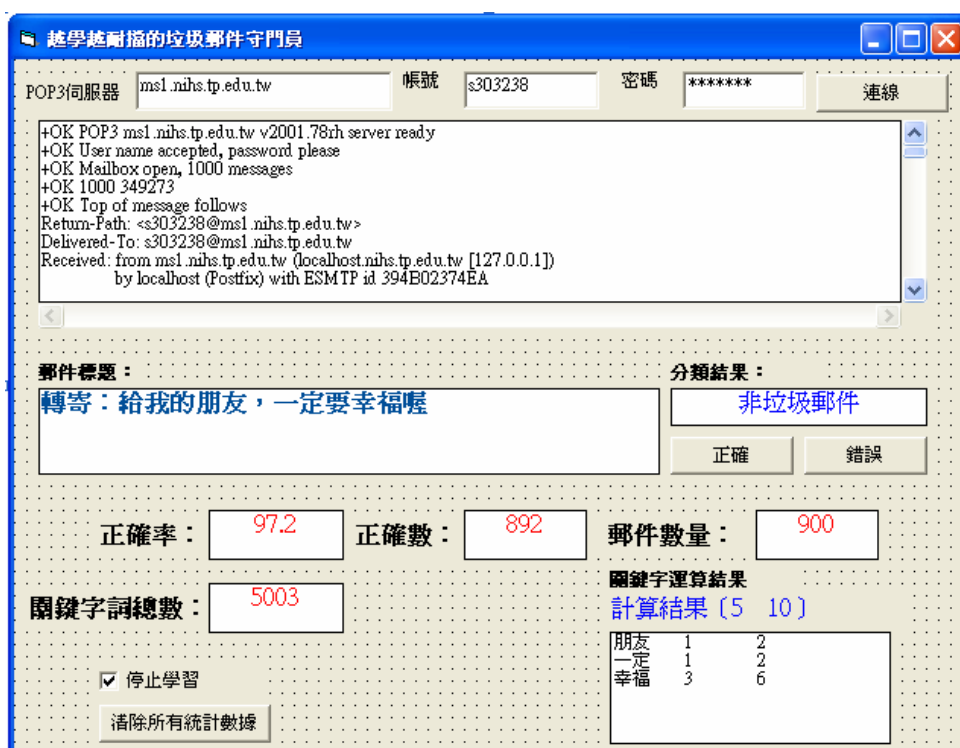 越學越耐擋的垃圾郵件守門員
POP3伺服器 ms1.nihs.tp.edu.tw 帳號 s303238 密碼 ******* 連線
+OK POP3 ms1.nihs.tp.edu.tw v2001.78rh server ready
+OK User name accepted, password please
+OK Mailbox open, 1000 messages
+OK 1000 349273
+OK Top of message follows
Return-Path: <s303238@ms1.nihs.tp.edu.tw>
Delivered-To: s303238@ms1.nihs.tp.edu.tw
Received: from ms1.nihs.tp.edu.tw (localhost.nihs.tp.edu.tw [127.0.0.1])
by localhost (Postfix) with ESMTP id 394B02374EA
郵件標題： 分類結果：
轉寄：給我的朋友，一定要幸福喔 非垃圾郵件
正確 錯誤
正確率： 97.2 正確數： 892 郵件數量： 900
關鍵字運算結果
關鍵字詞總數： 5003 計算結果〔5 10〕
朋友 1 2
一定 1 2
幸福 3 6
停止學習
清除所有統計數據